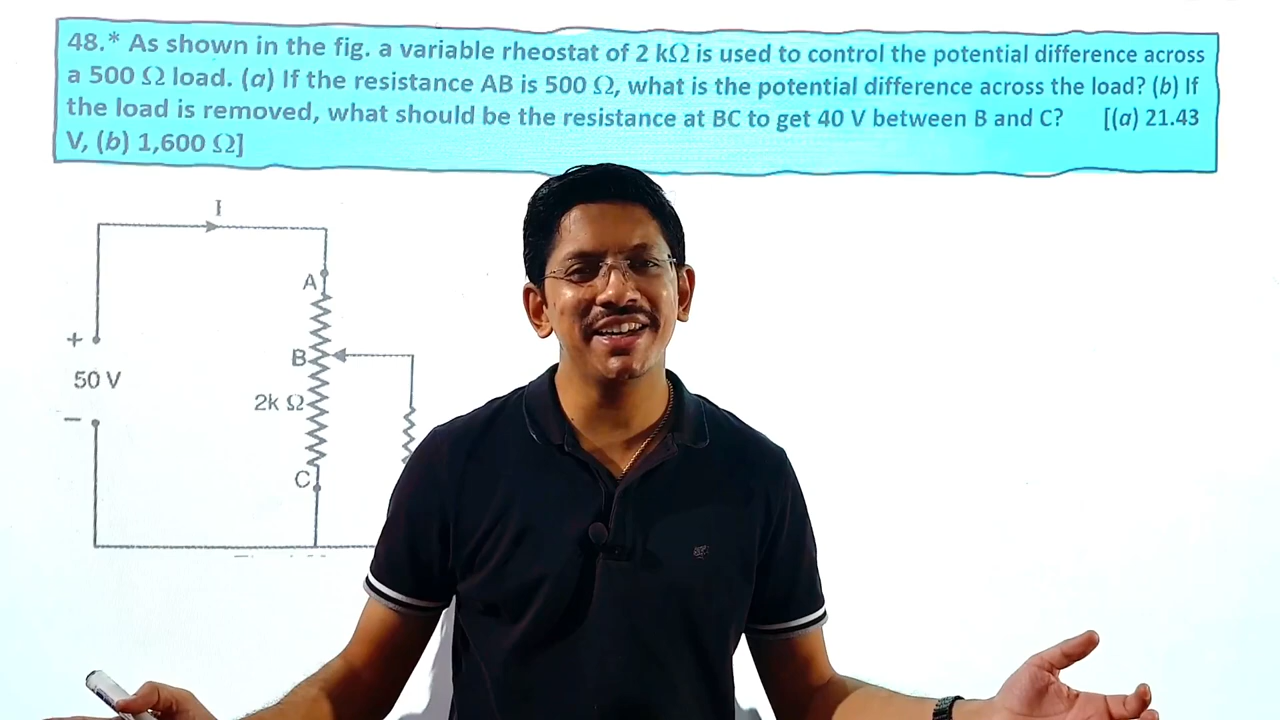 48.* As shown in the fig. a variable rheostat of 2 kΩ is used to control the potential difference across
a 500 Ω load. (a) If the resistance AB is 500 Ω, what is the potential difference across the load? (b) If
the load is removed, what should be the resistance at BC to get 40 V between B and C? [(a) 21.43
V, (b) 1,600 Ω]
I
A
+
B
50 V
2k Ω
−
C